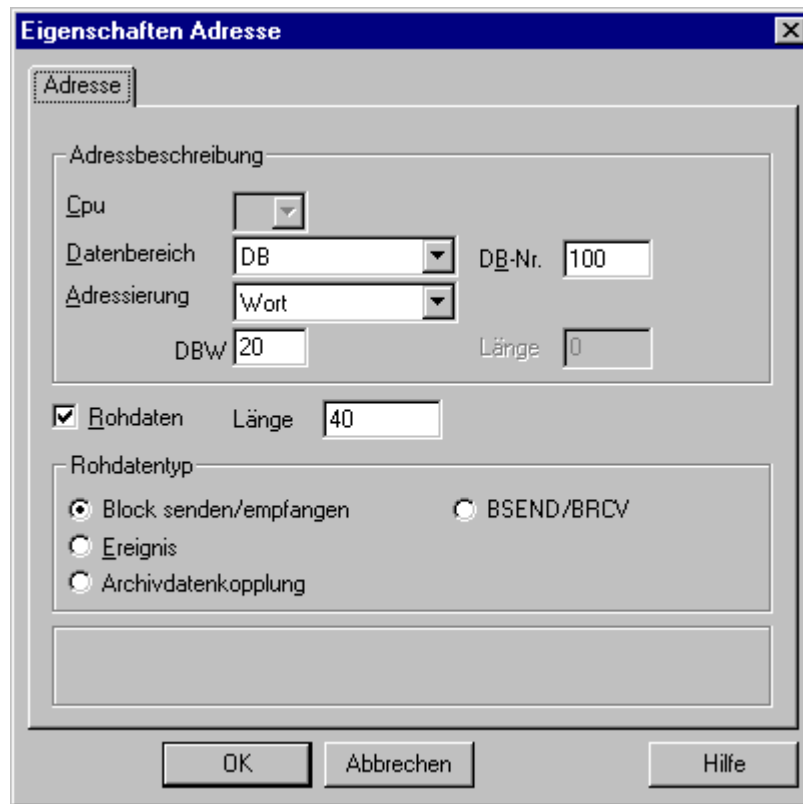 Eigenschaften Adresse
Adresse
Adressbeschreibung
Cpu
Datenbereich DB DB-Nr. 100
Adressierung Wort
DBW 20 Länge 0
Rohdaten Länge 40
Rohdatentyp
Block senden/empfangen BSEND/BRCV
Ereignis
Archivdatenkopplung
OK Abbrechen Hilfe